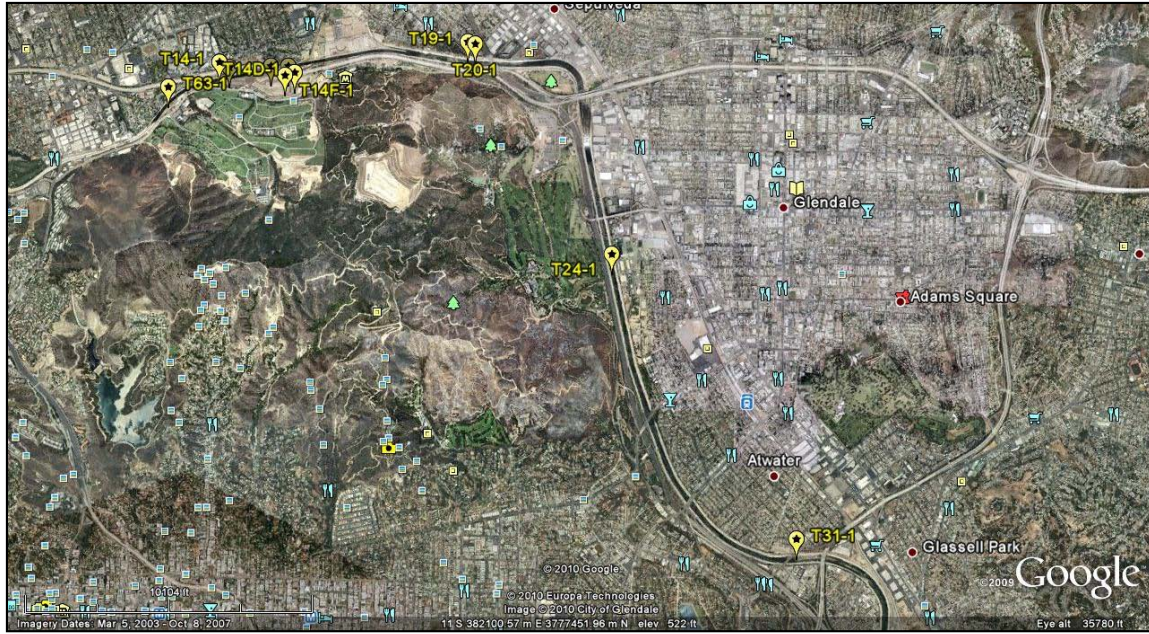 Sepulveda
T19-1
T20-1
T14-1
T14D-1
T63-1
T14F-1
Glendale
T24-1
Adams Square
Atwater
T31-1
Glassell Park
© 2010 Google
©2009 Google
10104 ft
© 2010 Europa Technologies
Image © 2010 City of Glendale
Imagery Dates: Mar 5, 2003 - Oct 8, 2007
11 S 382100.57 m E 3777451.96 m N elev 522 ft
Eye alt 35780 ft